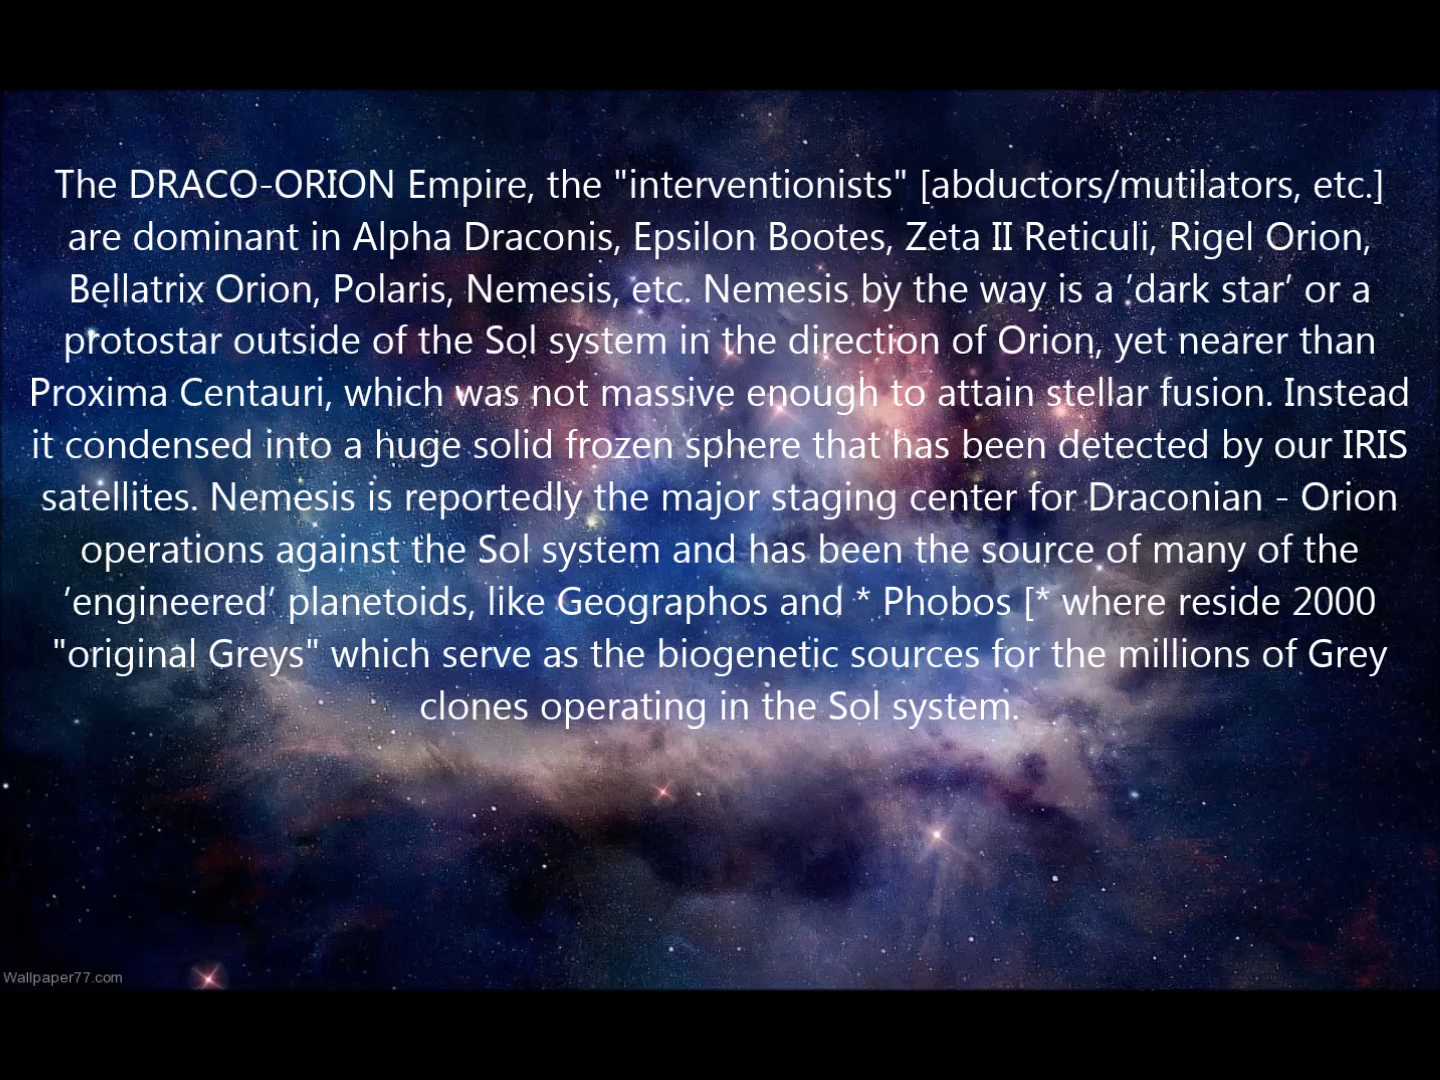 The DRACO-ORION Empire, the "interventionists" [abductors/mutilators, etc.]
are dominant in Alpha Draconis, Epsilon Bootes, Zeta II Reticuli, Rigel Orion,
Bellatrix Orion, Polaris, Nemesis, etc. Nemesis by the way is a ’dark star’ or a
protostar outside of the Sol system in the direction of Orion, yet nearer than
Proxima Centauri, which was not massive enough to attain stellar fusion. Instead
it condensed into a huge solid frozen sphere that has been detected by our IRIS
satellites. Nemesis is reportedly the major staging center for Draconian - Orion
operations against the Sol system and has been the source of many of the
’engineered’ planetoids, like Geographos and * Phobos [* where reside 2000
"original Greys" which serve as the biogenetic sources for the millions of Grey
clones operating in the Sol system.
Wallpaper77.com